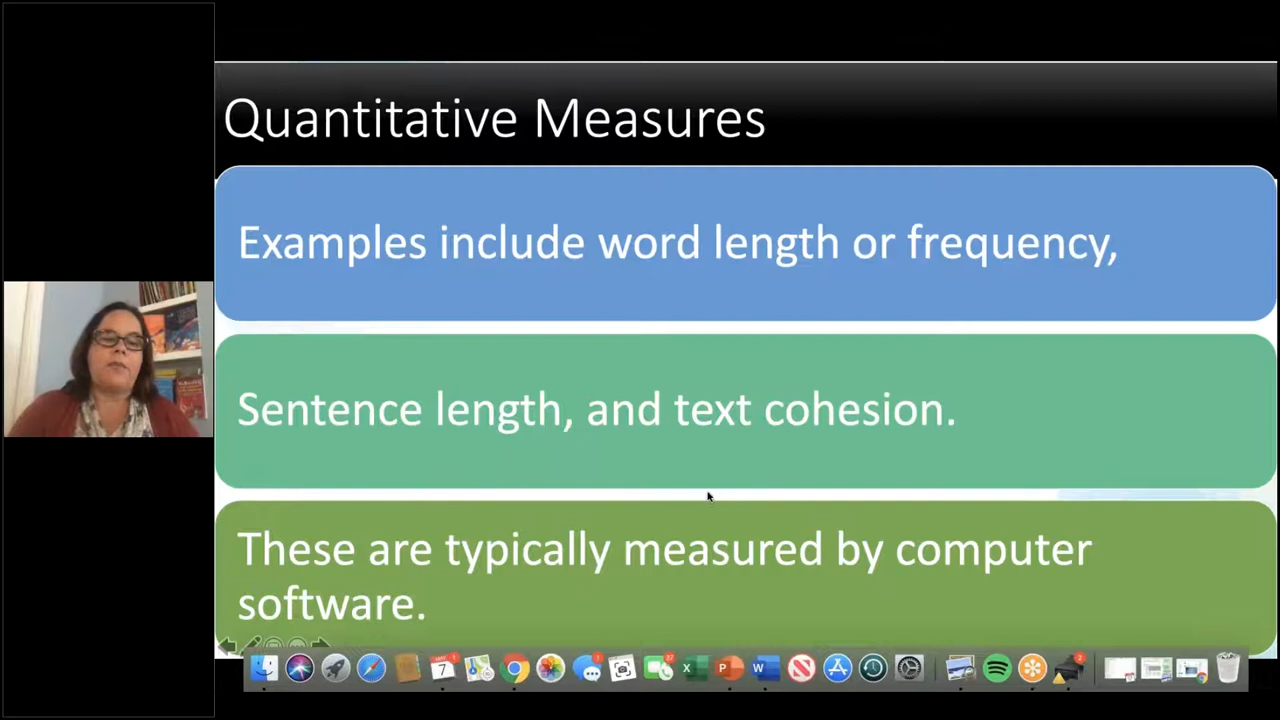 Quantitative Measures
Examples include word length or frequency,
Sentence length, and text cohesion.
These are typically measured by computer
software.